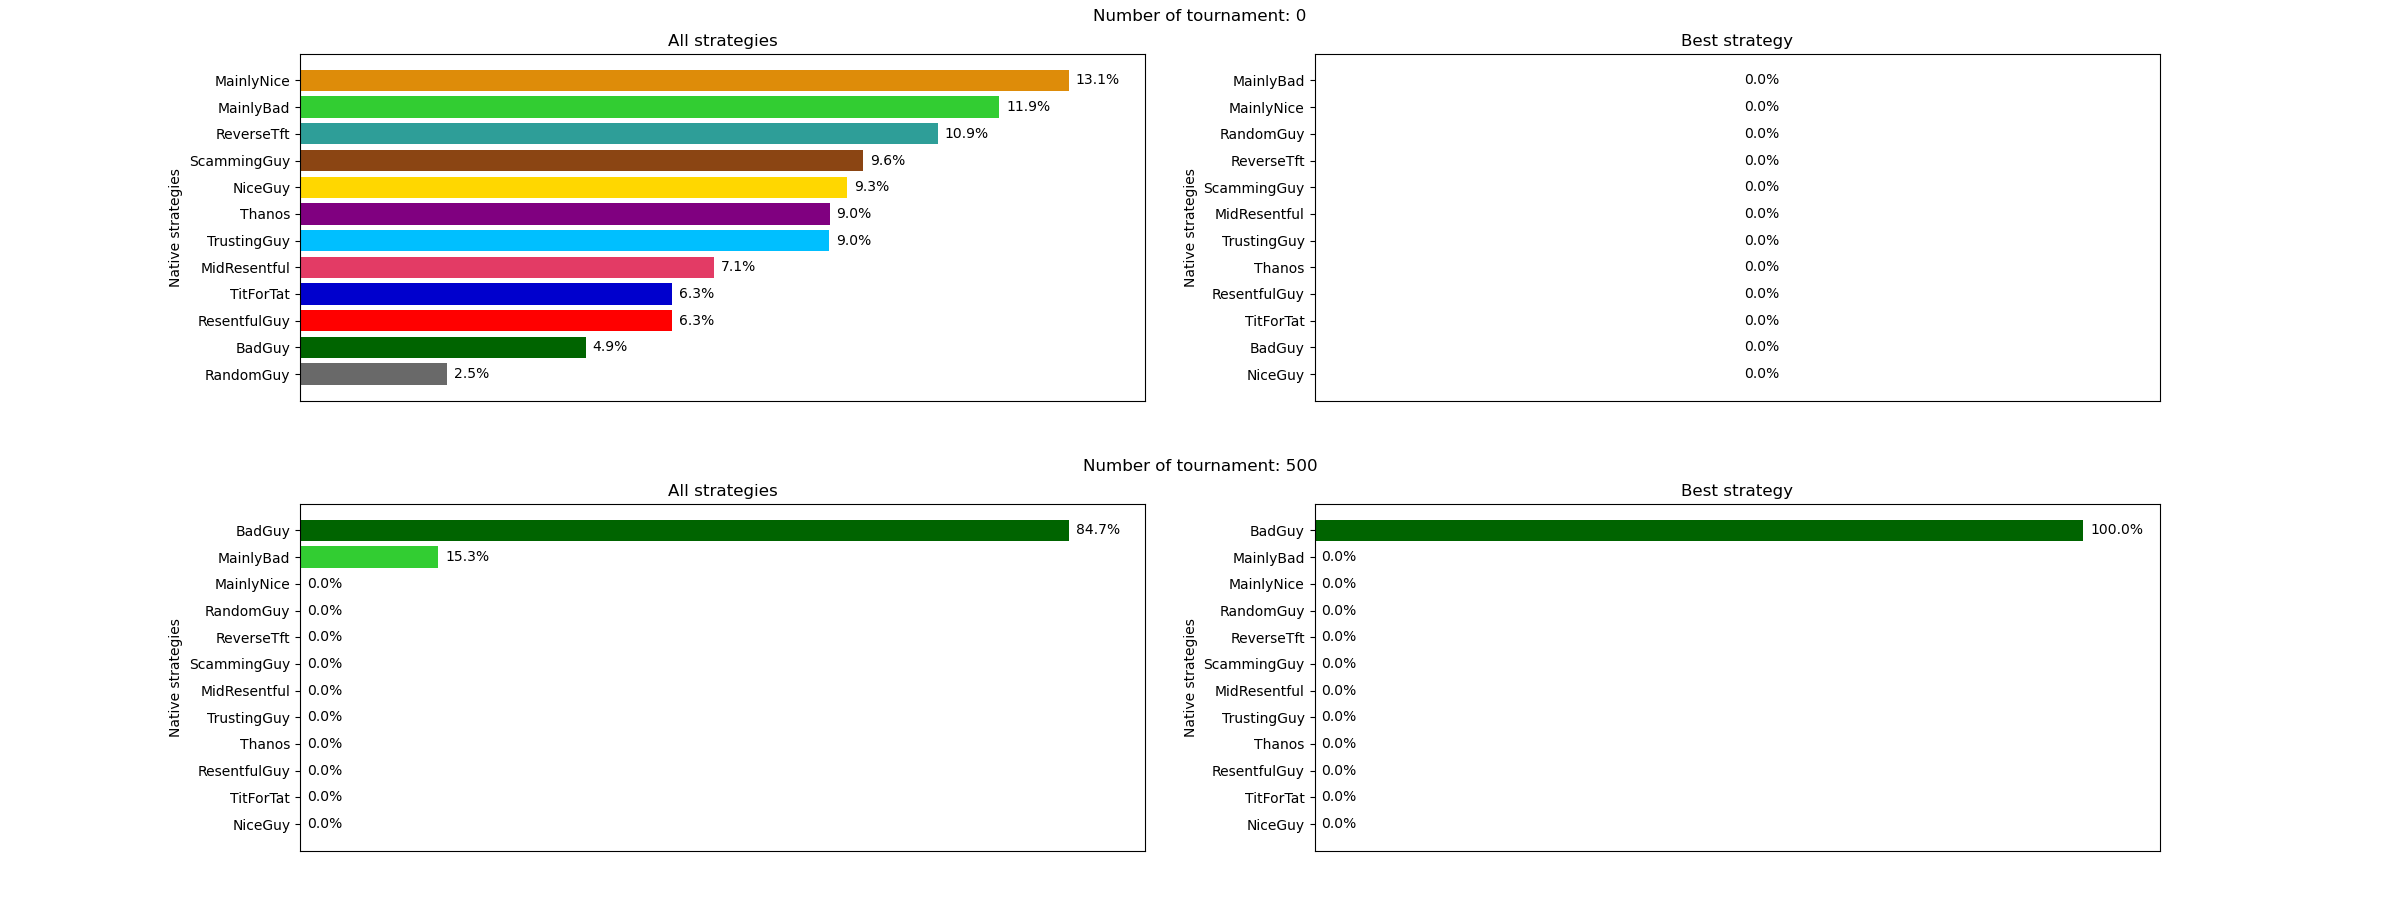 Number of tournament: 0
All strategies
Native strategies
MainlyNice 13.1%
MainlyBad 11.9%
ReverseTft 10.9%
ScammingGuy 9.6%
NiceGuy 9.3%
Thanos 9.0%
TrustingGuy 9.0%
MidResentful 7.1%
TitForTat 6.3%
ResentfulGuy 6.3%
BadGuy 4.9%
RandomGuy 2.5%
Best strategy
Native strategies
MainlyBad 0.0%
MainlyNice 0.0%
RandomGuy 0.0%
ReverseTft 0.0%
ScammingGuy 0.0%
MidResentful 0.0%
TrustingGuy 0.0%
Thanos 0.0%
ResentfulGuy 0.0%
TitForTat 0.0%
BadGuy 0.0%
NiceGuy 0.0%
Number of tournament: 500
All strategies
Native strategies
BadGuy 84.7%
MainlyBad 15.3%
MainlyNice 0.0%
RandomGuy 0.0%
ReverseTft 0.0%
ScammingGuy 0.0%
MidResentful 0.0%
TrustingGuy 0.0%
Thanos 0.0%
ResentfulGuy 0.0%
TitForTat 0.0%
NiceGuy 0.0%
Best strategy
Native strategies
BadGuy 100.0%
MainlyBad 0.0%
MainlyNice 0.0%
RandomGuy 0.0%
ReverseTft 0.0%
ScammingGuy 0.0%
MidResentful 0.0%
TrustingGuy 0.0%
Thanos 0.0%
ResentfulGuy 0.0%
TitForTat 0.0%
NiceGuy 0.0%